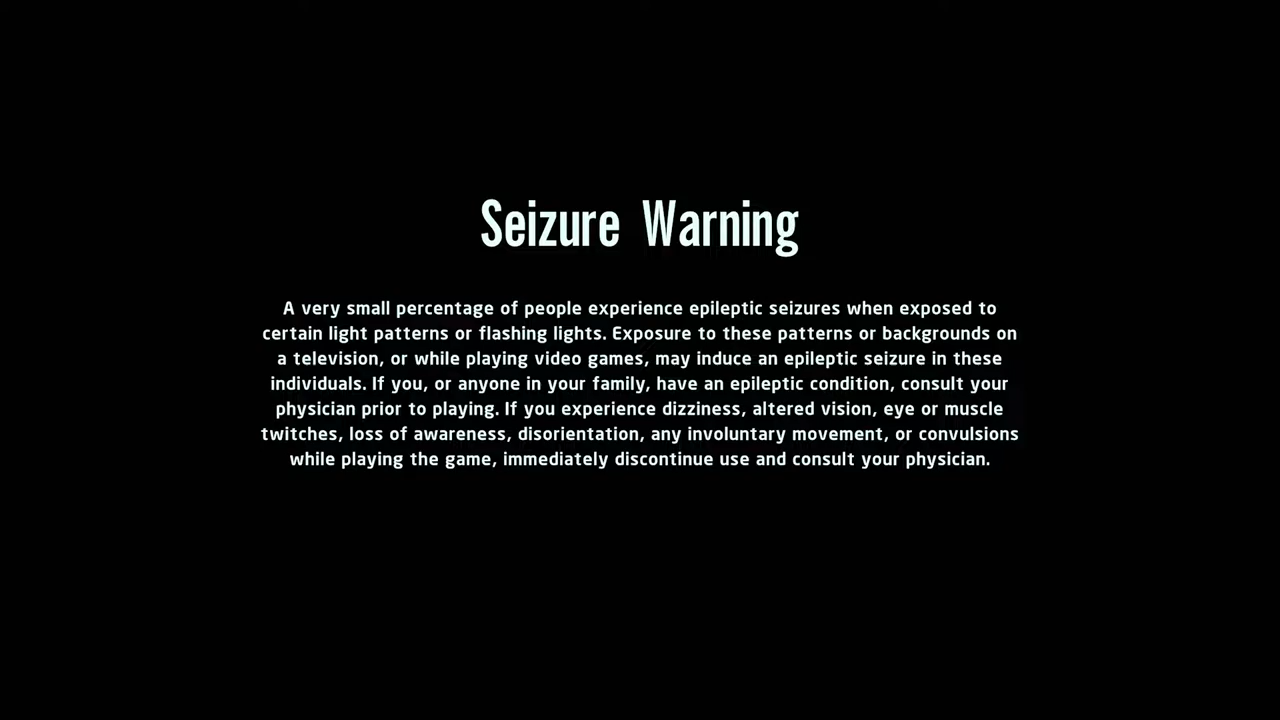 Seizure Warning
A very small percentage of people experience epileptic seizures when exposed to
certain light patterns or flashing lights. Exposure to these patterns or backgrounds on
a television, or while playing video games, may induce an epileptic seizure in these
individuals. If you, or anyone in your family, have an epileptic condition, consult your
physician prior to playing. If you experience dizziness, altered vision, eye or muscle
twitches, loss of awareness, disorientation, any involuntary movement, or convulsions
while playing the game, immediately discontinue use and consult your physician.